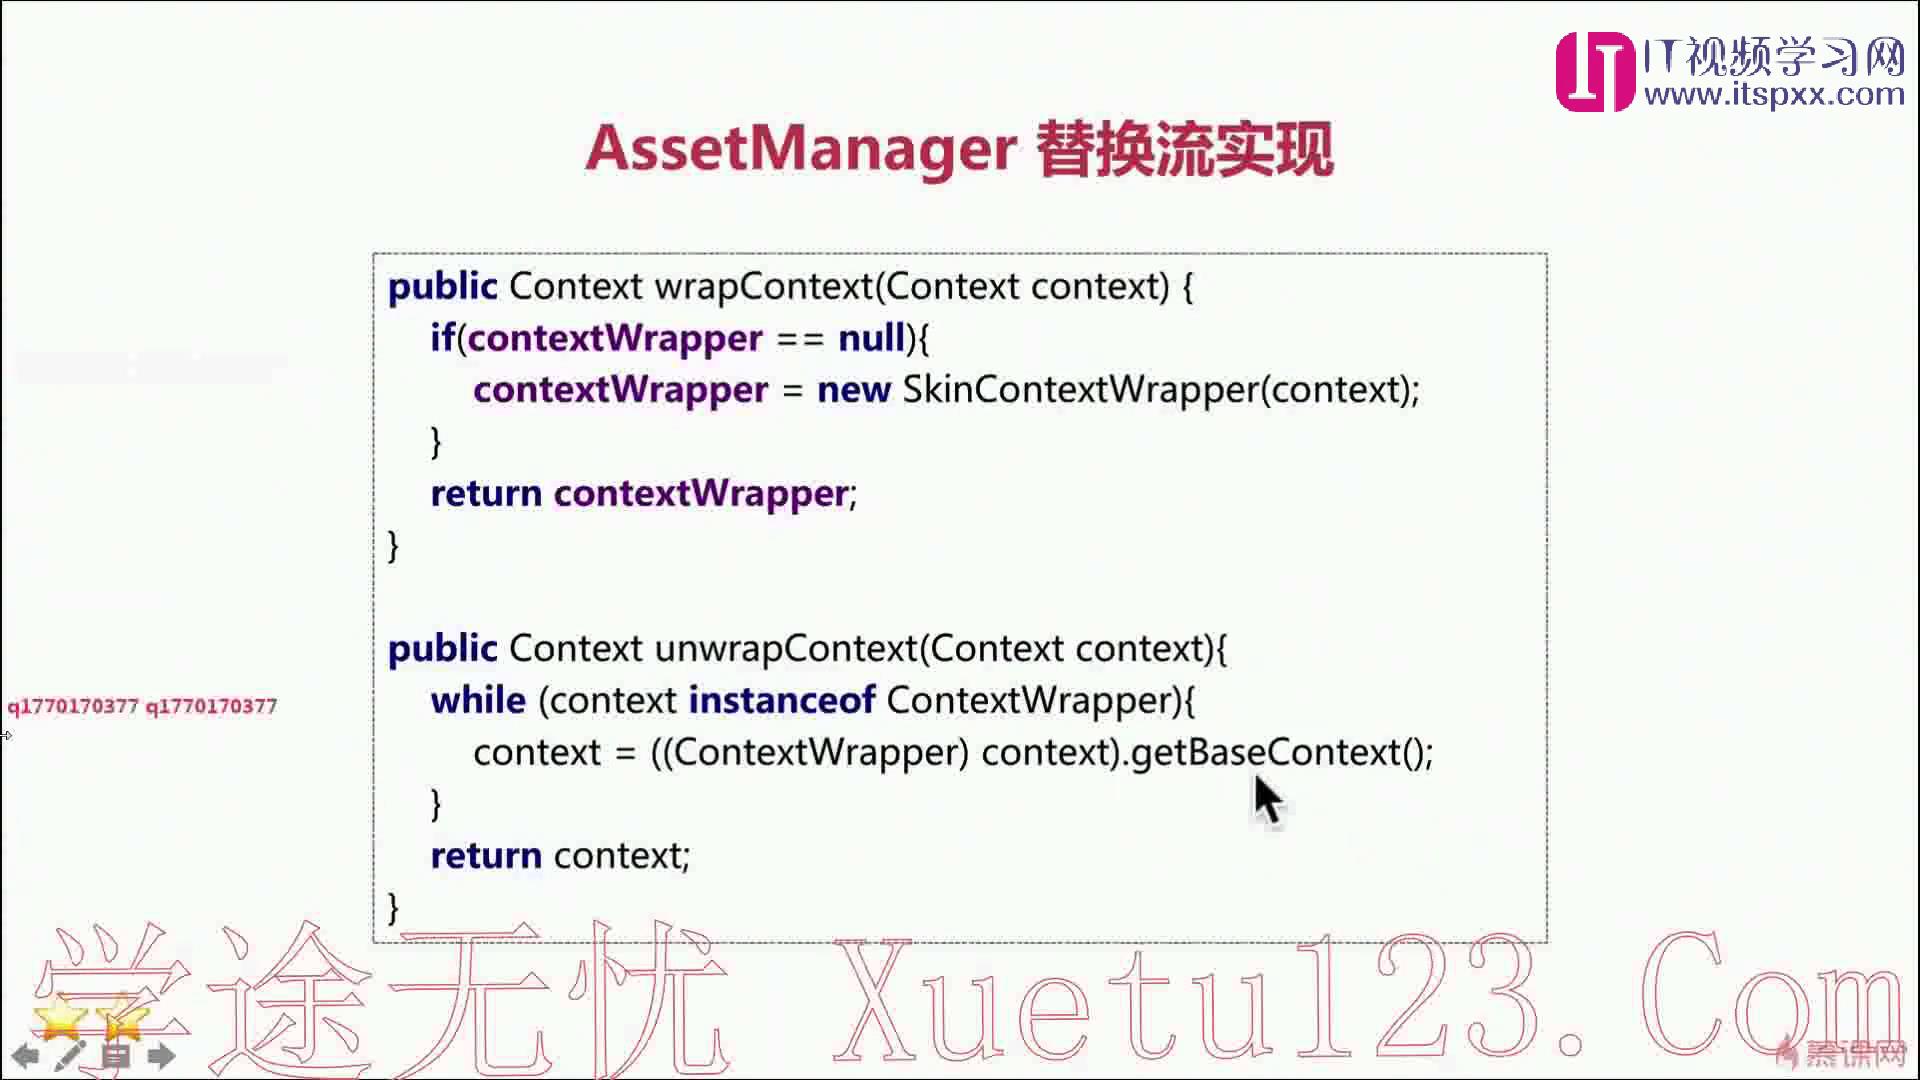 IT视频学习网
www.itspxx.com
AssetManager 替换流实现
public Context wrapContext(Context context) {
if(contextWrapper == null){
contextWrapper = new SkinContextWrapper(context);
}
return contextWrapper;
}
public Context unwrapContext(Context context){
while (context instanceof ContextWrapper){
context = ((ContextWrapper) context).getBaseContext();
}
return context;
}
q1770170377 q1770170377
学途无忧 Xuetu123.Com
慕课网